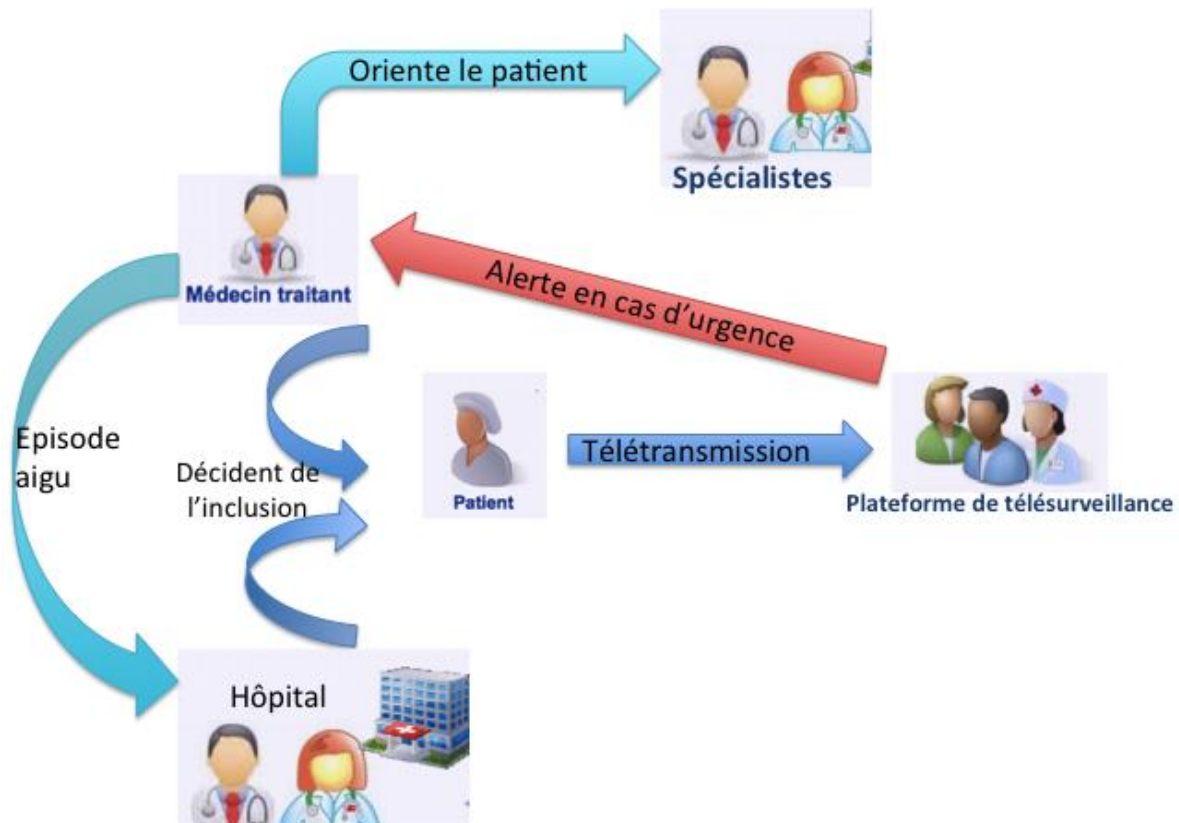 Oriente le patient
Spécialistes
Médecin traitant
Alerte en cas d’urgence
Episode
aigu
Décident de
l’inclusion
Patient
Télétransmission
Plateforme de télésurveillance
Hôpital